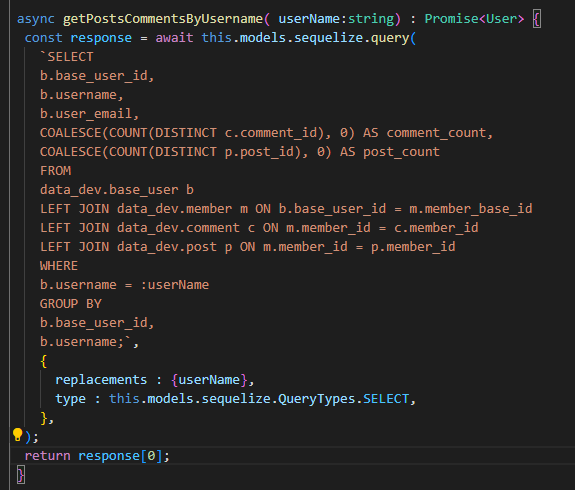 async getPostsCommentsByUsername( userName:string) : Promise<User> {
const response = await this.models.sequelize.query(
`SELECT
b.base_user_id,
b.username,
b.user_email,
COALESCE(COUNT(DISTINCT c.comment_id), 0) AS comment_count,
COALESCE(COUNT(DISTINCT p.post_id), 0) AS post_count
FROM
data_dev.base_user b
LEFT JOIN data_dev.member m ON b.base_user_id = m.member_base_id
LEFT JOIN data_dev.comment c ON m.member_id = c.member_id
LEFT JOIN data_dev.post p ON m.member_id = p.member_id
WHERE
b.username = :userName
GROUP BY
b.base_user_id,
b.username;`,
{
replacements : {userName},
type : this.models.sequelize.QueryTypes.SELECT,
},
);
return response[0];
}